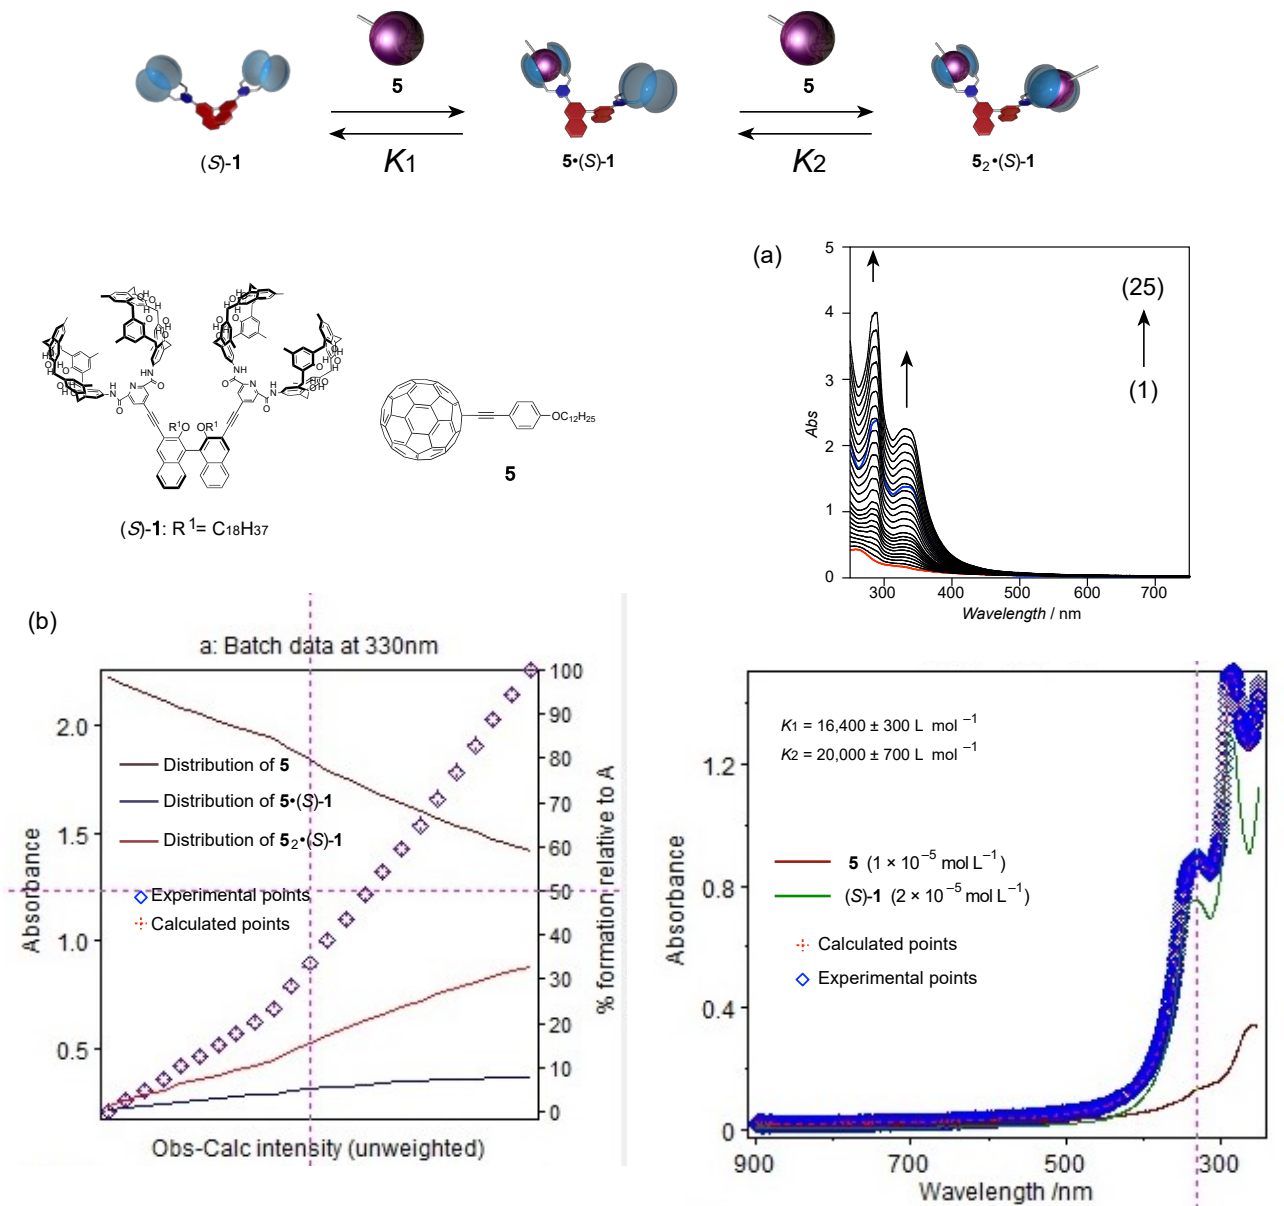 5
5
K1
K2
(S)-1
5•(S)-1
5₂•(S)-1
(a)
5
4
3
2
1
0
Abs
(25)
(1)
300 400 500 600 700
Wavelength / nm
NH
NH
NH
NH
N
N
O
O
O
O
R¹O
OR¹
OC₁₂H₂₅
5
(S)-1: R¹= C18H37
(b)
a: Batch data at 330nm
2.0
1.5
1.0
0.5
Absorbance
Distribution of 5
Distribution of 5•(S)-1
Distribution of 5₂•(S)-1
Experimental points
Calculated points
100
90
80
70
60
50
40
30
20
10
0
% formation relative to A
Obs-Calc intensity (unweighted)
K1 = 16,400 ± 300 L mol⁻¹
K2 = 20,000 ± 700 L mol⁻¹
1.2
0.8
0.4
0
Absorbance
5 (1 × 10⁻⁵ mol L⁻¹)
(S)-1 (2 × 10⁻⁵ mol L⁻¹)
Calculated points
Experimental points
900 700 500 300
Wavelength /nm